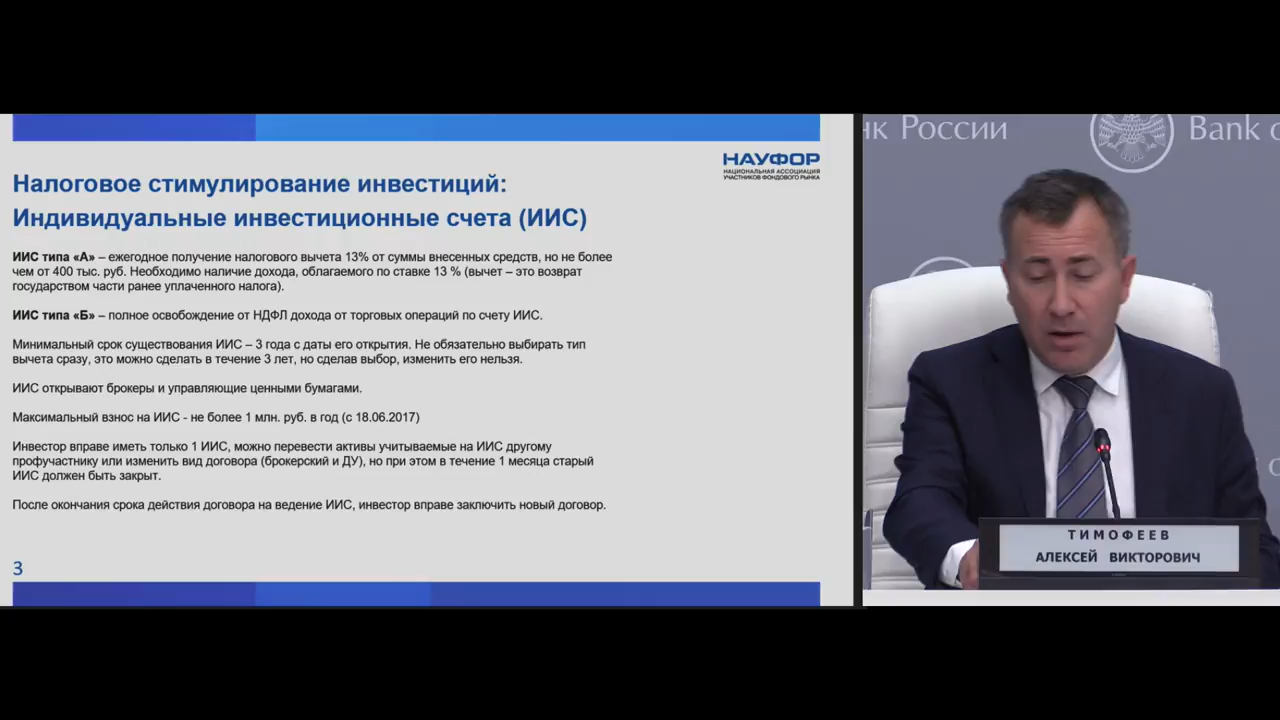 НАУФОР
НАЦИОНАЛЬНАЯ АССОЦИАЦИЯ
УЧАСТНИКОВ ФОНДОВОГО РЫНКА
Налоговое стимулирование инвестиций:
Индивидуальные инвестиционные счета (ИИС)
ИИС типа «А» – ежегодное получение налогового вычета 13% от суммы внесенных средств, но не более
чем от 400 тыс. руб. Необходимо наличие дохода, облагаемого по ставке 13 % (вычет – это возврат
государством части ранее уплаченного налога).
ИИС типа «Б» – полное освобождение от НДФЛ дохода от торговых операций по счету ИИС.
Минимальный срок существования ИИС – 3 года с даты его открытия. Не обязательно выбирать тип
вычета сразу, это можно сделать в течение 3 лет, но сделав выбор, изменить его нельзя.
ИИС открывают брокеры и управляющие ценными бумагами.
Максимальный взнос на ИИС - не более 1 млн. руб. в год (с 18.06.2017)
Инвестор вправе иметь только 1 ИИС, можно перевести активы учитываемые на ИИС другому
профучастнику или изменить вид договора (брокерский и ДУ), но при этом в течение 1 месяца старый
ИИС должен быть закрыт.
После окончания срока действия договора на ведение ИИС, инвестор вправе заключить новый договор.
3
нк России
Bank o
ТИМОФЕЕВ
АЛЕКСЕЙ ВИКТОРОВИЧ